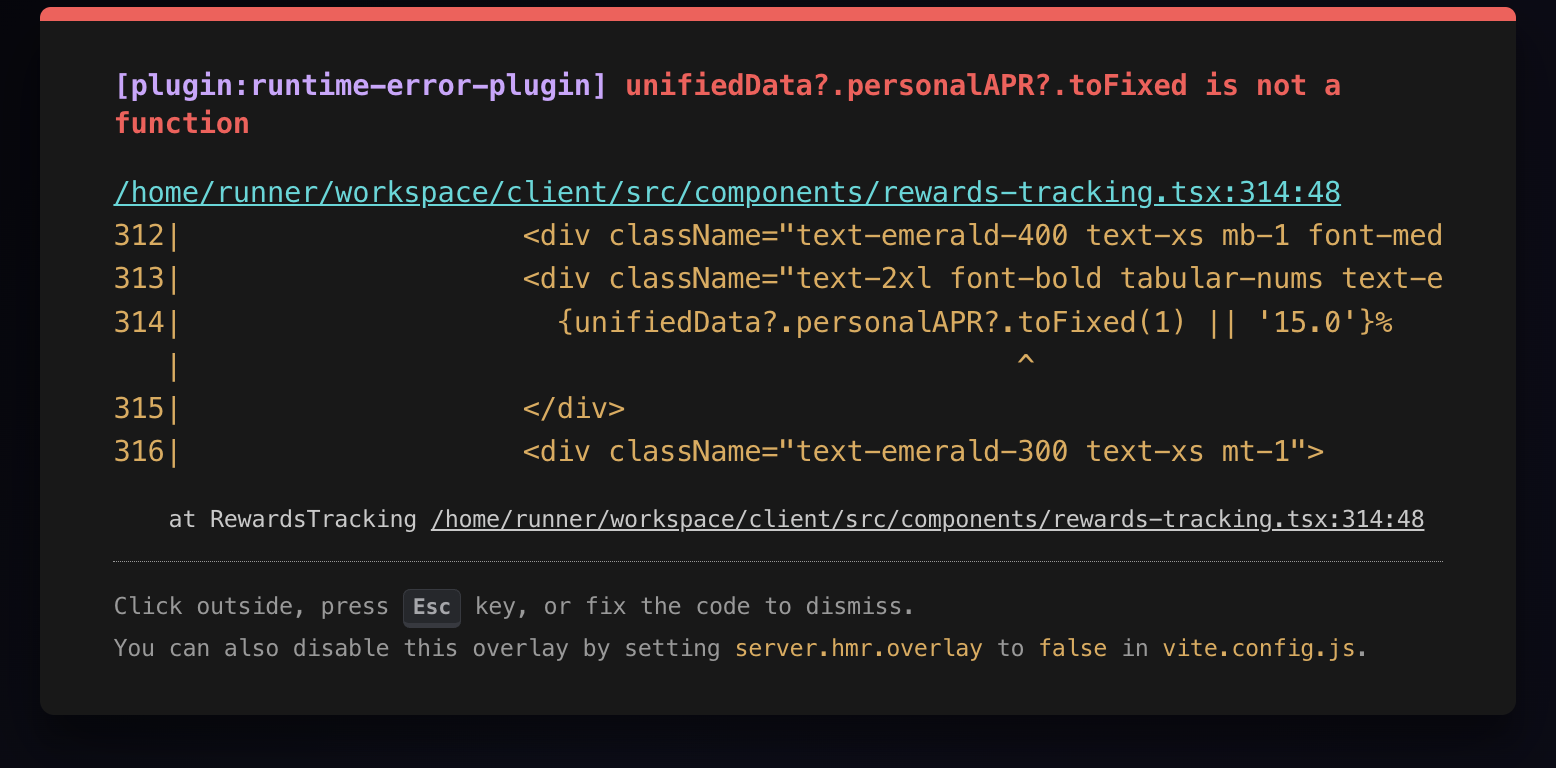 [plugin:runtime-error-plugin] unifiedData?.personalAPR?.toFixed is not a
function
/home/runner/workspace/client/src/components/rewards-tracking.tsx:314:48
312|                    <div className="text-emerald-400 text-xs mb-1 font-med
313|                    <div className="text-2xl font-bold tabular-nums text-e
314|                      {unifiedData?.personalAPR?.toFixed(1) || '15.0'}%
   |                                                 ^
315|                    </div>
316|                    <div className="text-emerald-300 text-xs mt-1">
    at RewardsTracking /home/runner/workspace/client/src/components/rewards-tracking.tsx:314:48
Click outside, press Esc key, or fix the code to dismiss.
You can also disable this overlay by setting server.hmr.overlay to false in vite.config.js.